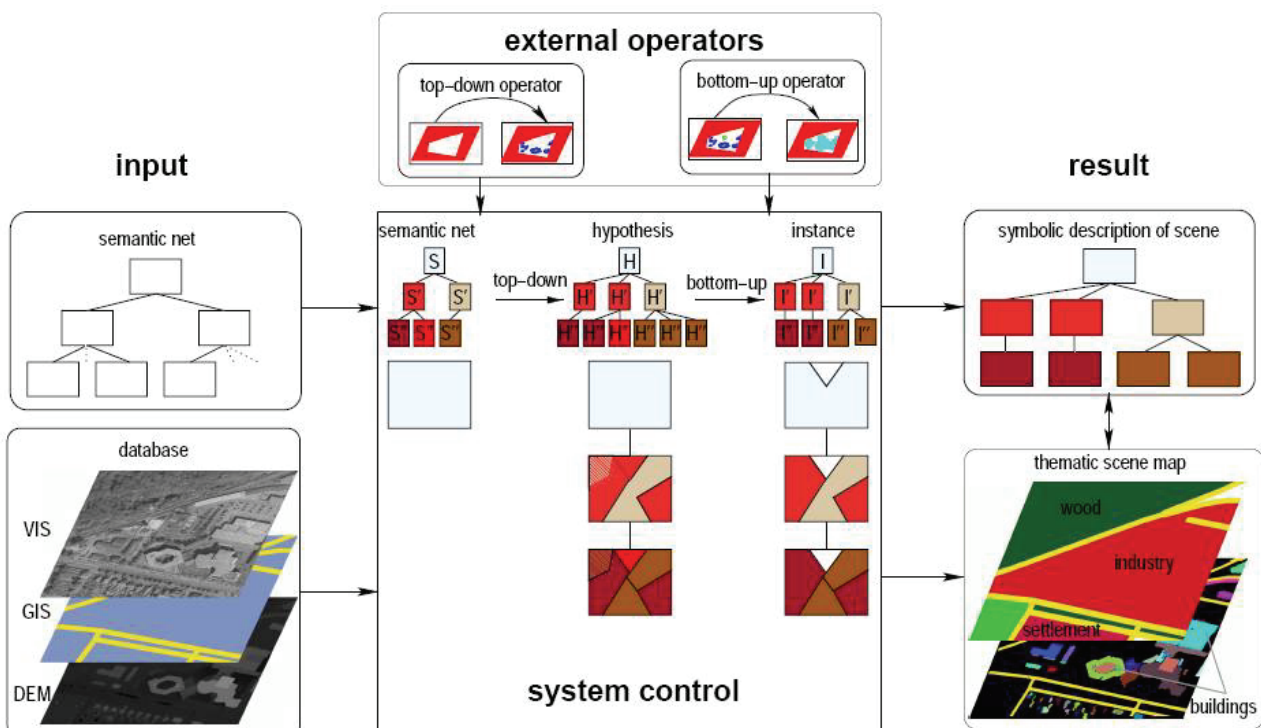 external operators
top-down operator
bottom-up operator
input
result
semantic net
semantic net
hypothesis
instance
symbolic description of scene
S
H
I
top-down
bottom-up
S' S'
H' H' H'
I' I' I'
S'' S'' S''
H'' H'' H'' H'' H'' H''
I'' I'' I'' I''
database
VIS
GIS
DEM
thematic scene map
wood
industry
settlement
buildings
system control